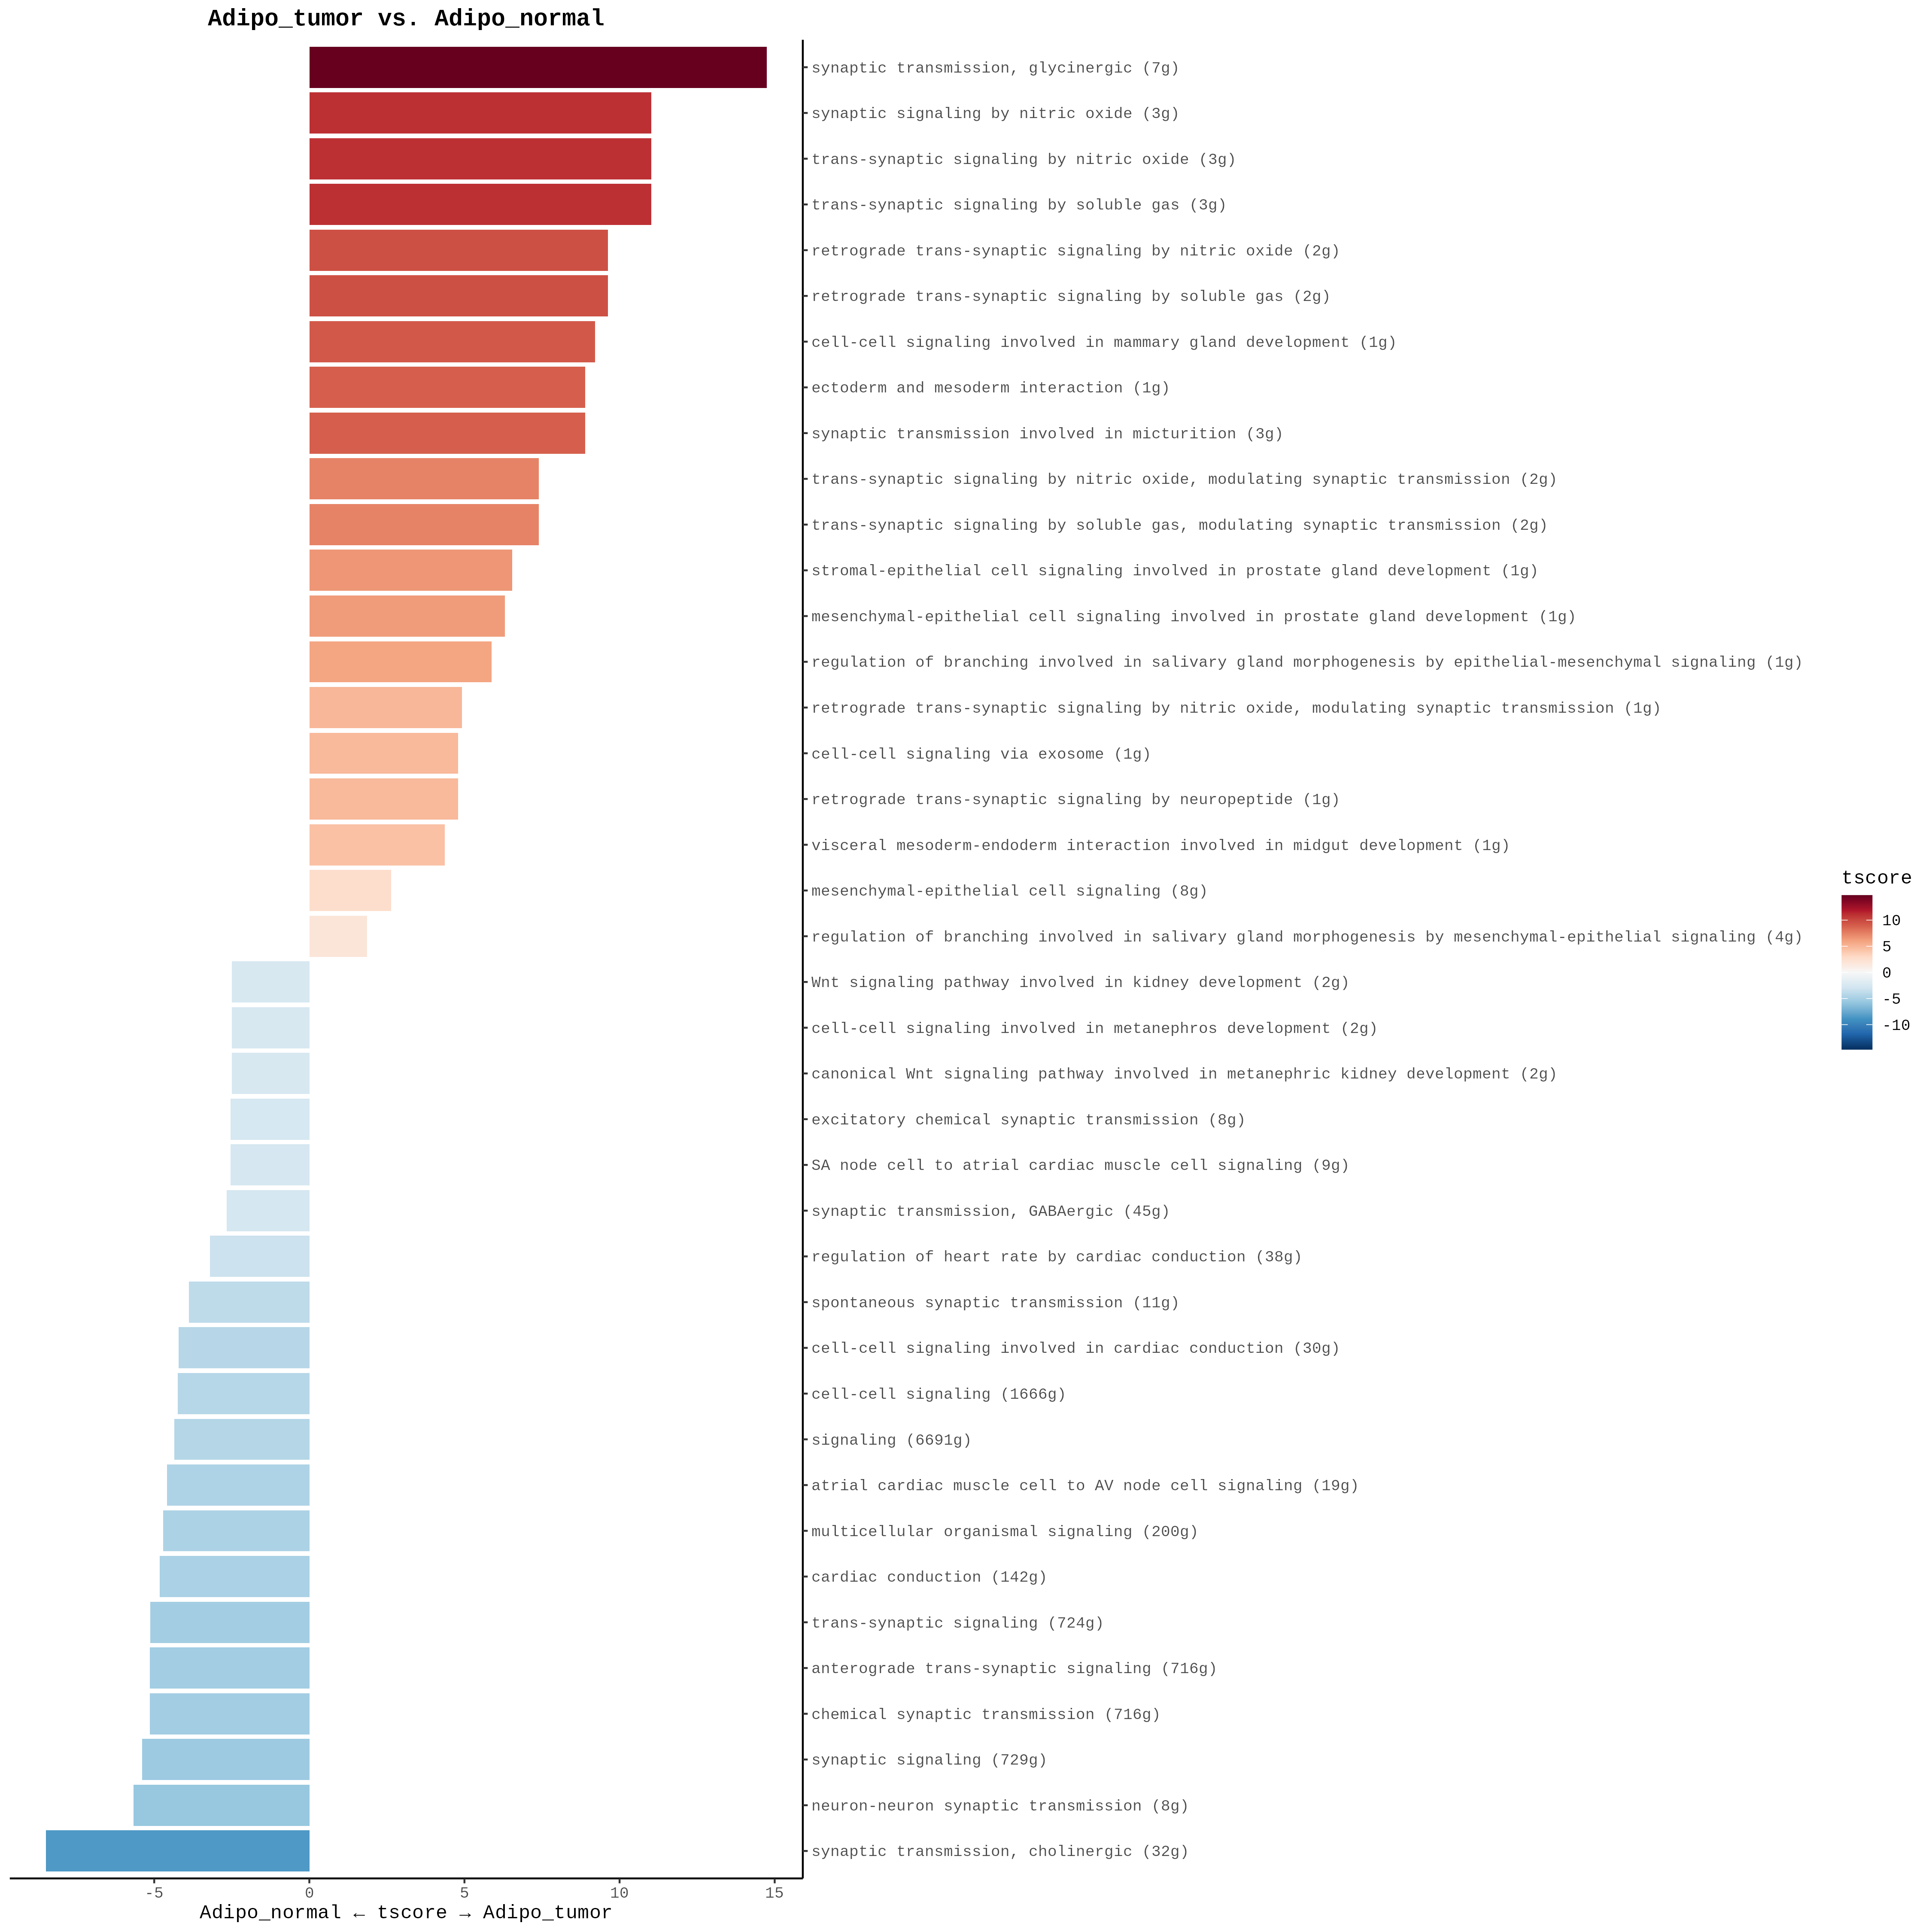 Adipo_tumor vs. Adipo_normal
synaptic transmission, glycinergic (7g)
synaptic signaling by nitric oxide (3g)
trans-synaptic signaling by nitric oxide (3g)
trans-synaptic signaling by soluble gas (3g)
retrograde trans-synaptic signaling by nitric oxide (2g)
retrograde trans-synaptic signaling by soluble gas (2g)
cell-cell signaling involved in mammary gland development (1g)
ectoderm and mesoderm interaction (1g)
synaptic transmission involved in micturition (3g)
trans-synaptic signaling by nitric oxide, modulating synaptic transmission (2g)
trans-synaptic signaling by soluble gas, modulating synaptic transmission (2g)
stromal-epithelial cell signaling involved in prostate gland development (1g)
mesenchymal-epithelial cell signaling involved in prostate gland development (1g)
regulation of branching involved in salivary gland morphogenesis by epithelial-mesenchymal signaling (1g)
retrograde trans-synaptic signaling by nitric oxide, modulating synaptic transmission (1g)
cell-cell signaling via exosome (1g)
retrograde trans-synaptic signaling by neuropeptide (1g)
visceral mesoderm-endoderm interaction involved in midgut development (1g)
mesenchymal-epithelial cell signaling (8g)
regulation of branching involved in salivary gland morphogenesis by mesenchymal-epithelial signaling (4g)
Wnt signaling pathway involved in kidney development (2g)
cell-cell signaling involved in metanephros development (2g)
canonical Wnt signaling pathway involved in metanephric kidney development (2g)
excitatory chemical synaptic transmission (8g)
SA node cell to atrial cardiac muscle cell signaling (9g)
synaptic transmission, GABAergic (45g)
regulation of heart rate by cardiac conduction (38g)
spontaneous synaptic transmission (11g)
cell-cell signaling involved in cardiac conduction (30g)
cell-cell signaling (1666g)
signaling (6691g)
atrial cardiac muscle cell to AV node cell signaling (19g)
multicellular organismal signaling (200g)
cardiac conduction (142g)
trans-synaptic signaling (724g)
anterograde trans-synaptic signaling (716g)
chemical synaptic transmission (716g)
synaptic signaling (729g)
neuron-neuron synaptic transmission (8g)
synaptic transmission, cholinergic (32g)
-5 0 5 10 15
Adipo_normal ← tscore → Adipo_tumor
tscore
10
5
0
-5
-10